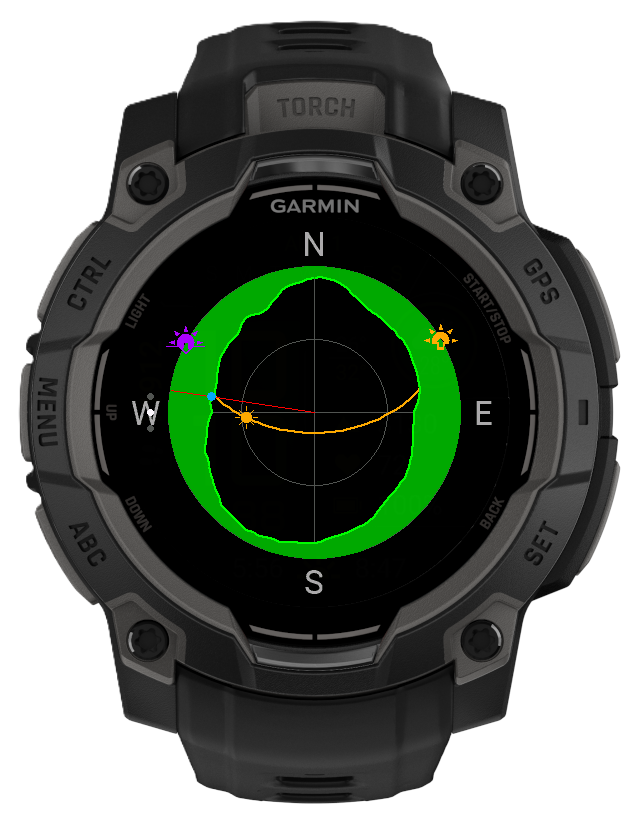 TORCH
GARMIN
N
CTRL
GPS
LIGHT
START/STOP
MENU
UP
W
E
DOWN
BACK
ABC
SET
S